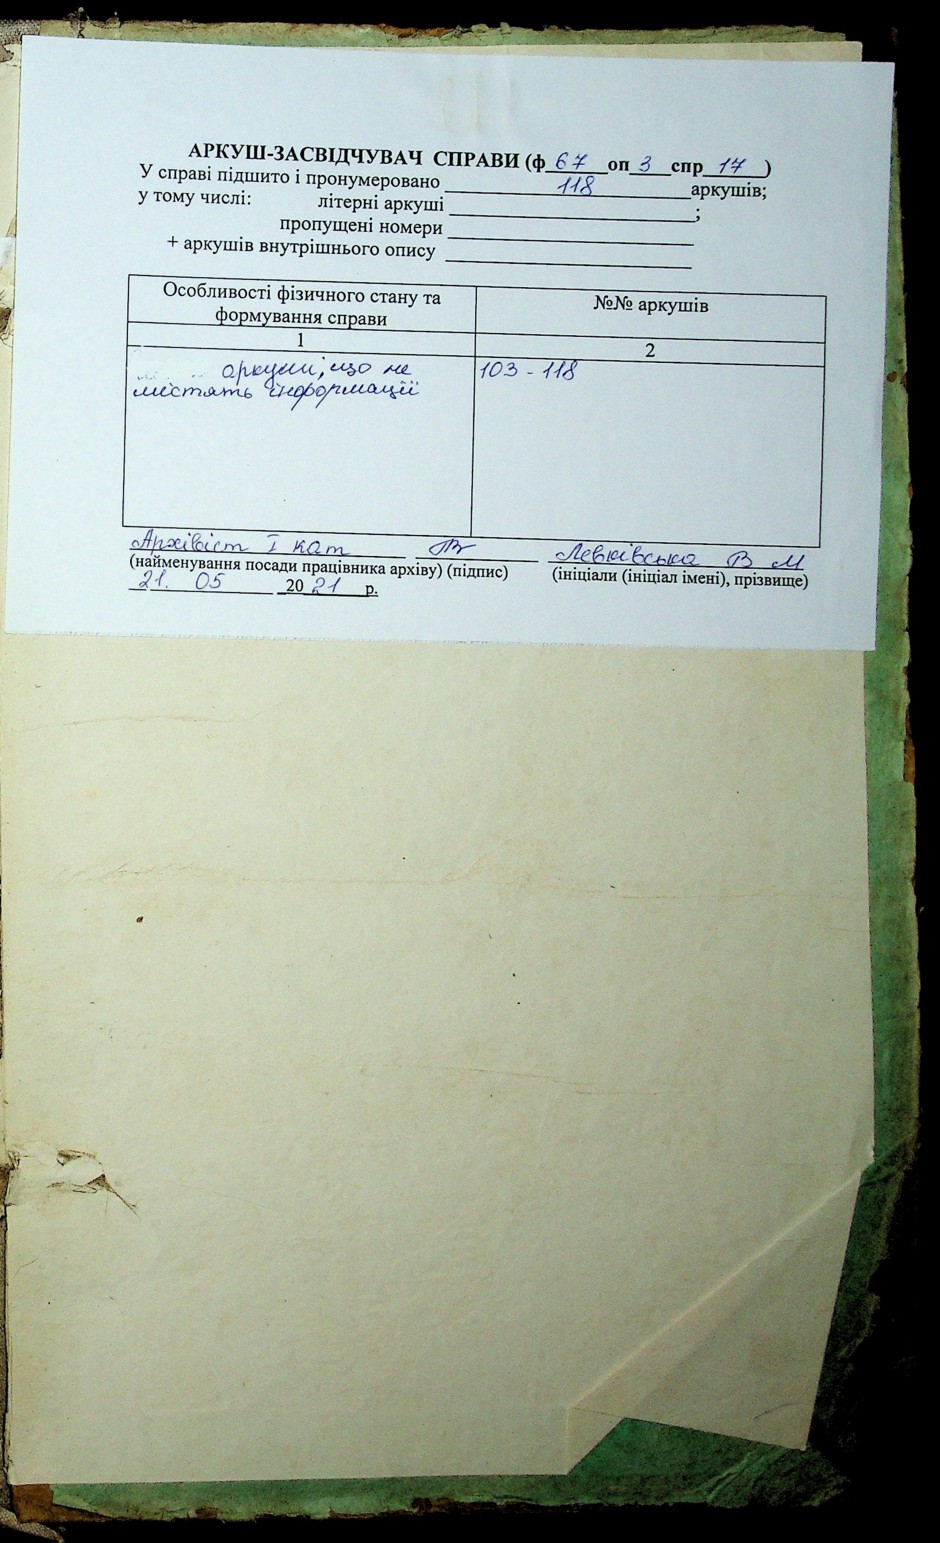 АРКУШ-ЗАСВІДЧУВАЧ СПРАВИ (ф 67 оп 3 спр 17 )
У справі підшито і пронумеровано 118 аркушів;
у тому числі: літерні аркуші ;
пропущені номери
+ аркушів внутрішнього опису
Особливості фізичного стану та
формування справи
№№ аркушів
1
2
аркуші, що не
містять інформації
103 - 118
Архівіст I кат Левківська В М
(найменування посади працівника архіву) (підпис) (ініціали (ініціал імені), прізвище)
21. 05 20 21 р.